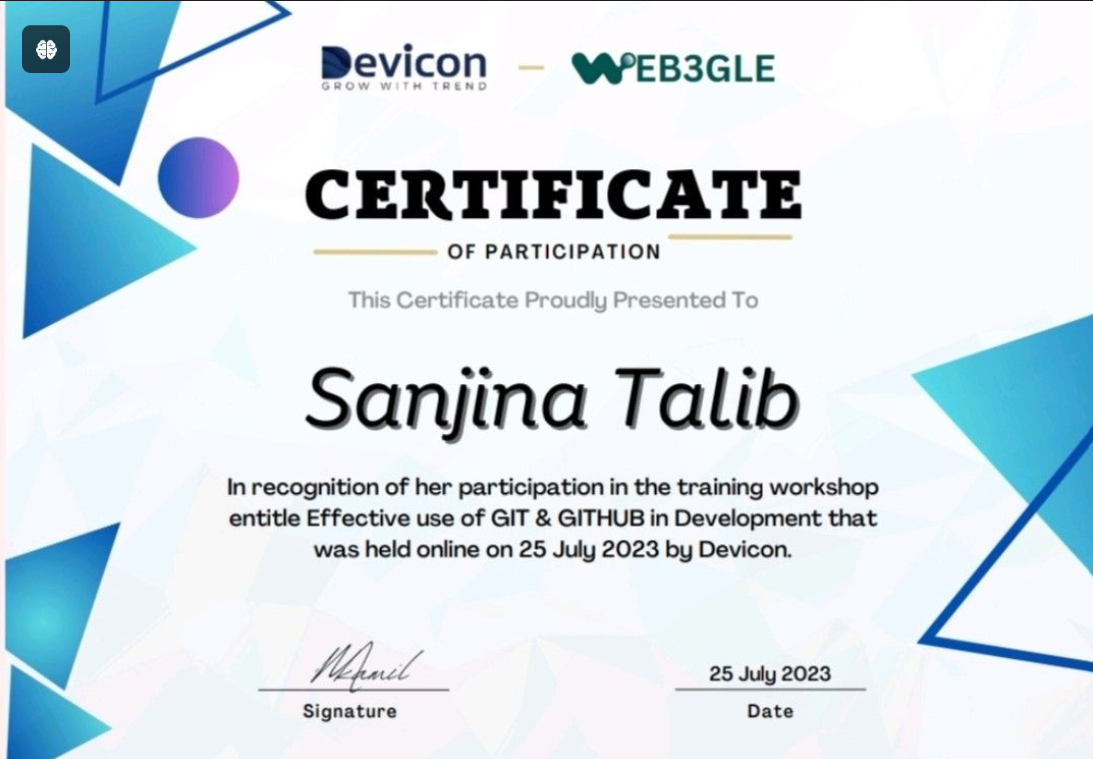 Devicon
GROW WITH TREND
WEB3GLE
CERTIFICATE
OF PARTICIPATION
This Certificate Proudly Presented To
Sanjina Talib
In recognition of her participation in the training workshop
entitle Effective use of GIT & GITHUB in Development that
was held online on 25 July 2023 by Devicon.
25 July 2023
Signature
Date